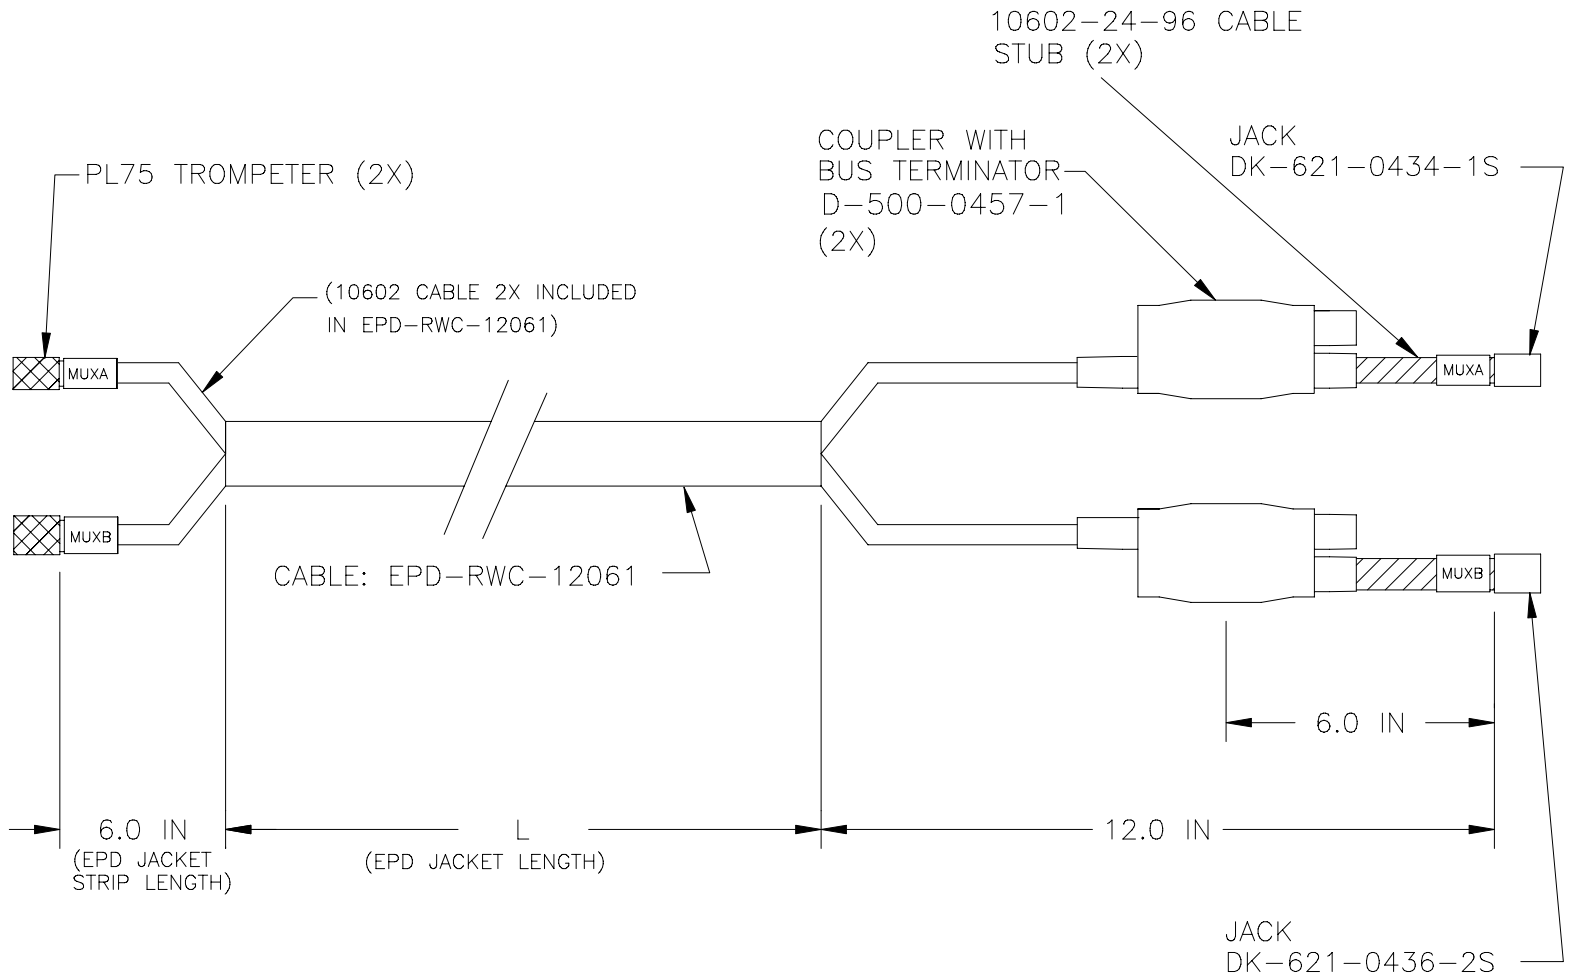 10602-24-96 CABLE
STUB (2X)
COUPLER WITH
BUS TERMINATOR
D-500-0457-1
(2X)
JACK
DK-621-0434-1S
PL75 TROMPETER (2X)
(10602 CABLE 2X INCLUDED
IN EPD-RWC-12061)
MUXA
MUXA
MUXB
MUXB
CABLE: EPD-RWC-12061
6.0 IN
6.0 IN
(EPD JACKET
STRIP LENGTH)
L
(EPD JACKET LENGTH)
12.0 IN
JACK
DK-621-0436-2S